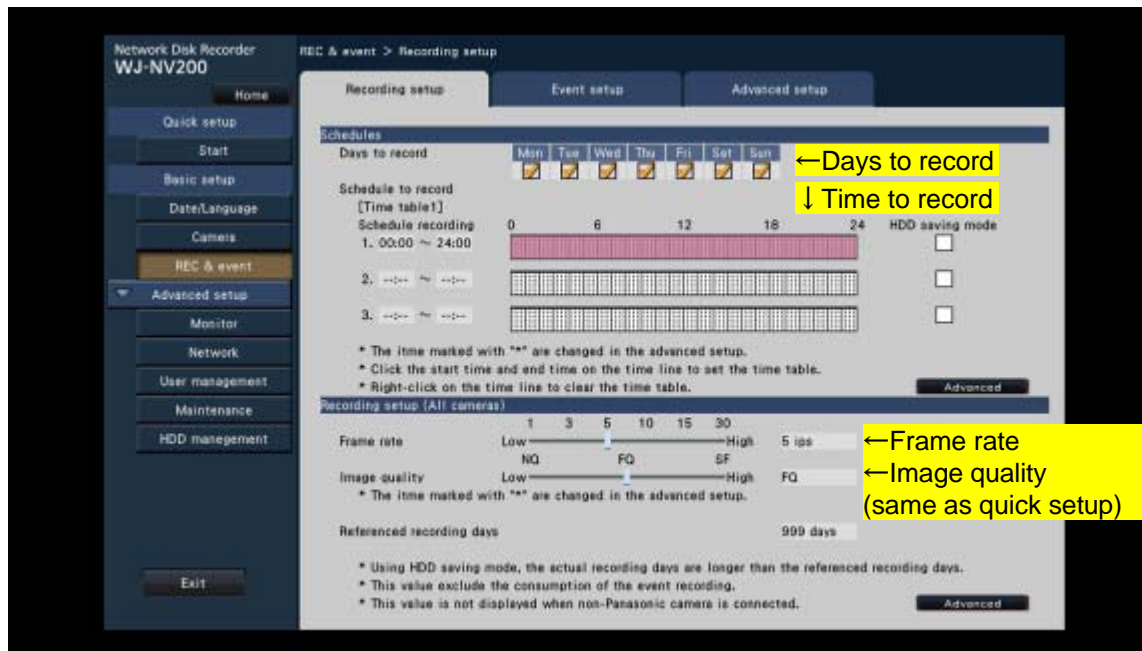 Network Disk Recorder
WJ-NV200
Home
Quick setup
Start
Basic setup
Date/Language
Camera
REC & event
Advanced setup
Monitor
Network
User management
Maintenance
HDD manegement
Exit
REC & event > Recording setup
Recording setup Event setup Advanced setup
Schedules
Days to record Mon Tue Wed Thu Fri Sat Sun ←Days to record
↓Time to record
Schedule to record
[Time table1]
Schedule recording 0 6 12 18 24 HDD saving mode
1. 00:00 ~ 24:00
2. --:-- ~ --:--
3. --:-- ~ --:--
* The itme marked with "*" are changed in the advanced setup.
* Click the start time and end time on the time line to set the time table.
* Right-click on the time line to clear the time table. Advanced
Recording setup (All cameras)
1 3 5 10 15 30
Frame rate Low High 5 ips ←Frame rate
NQ FQ SF
Image quality Low High FQ ←Image quality
(same as quick setup)
* The itme marked with "*" are changed in the advanced setup.
Referenced recording days 999 days
* Using HDD saving mode, the actual recording days are longer than the referenced recording days.
* This value exclude the consumption of the event recording.
* This value is not displayed when non-Panasonic camera is connected. Advanced